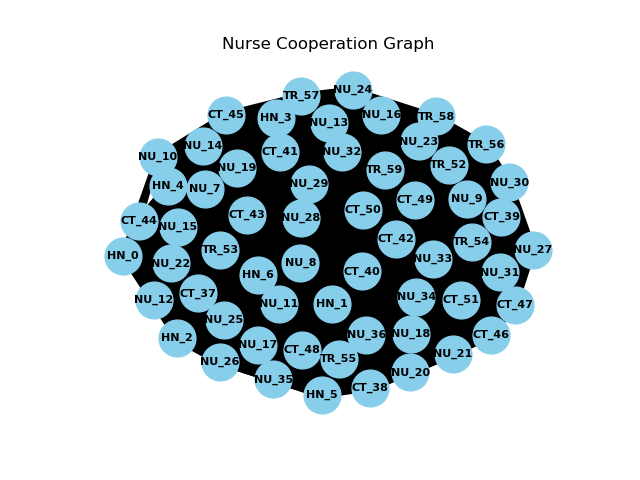 Nurse Cooperation Graph
NU_24
TR_57
CT_45
HN_3
NU_13
NU_16
TR_58
NU_23
TR_56
NU_14
NU_10
CT_41
NU_32
NU_19
TR_59
TR_52
HN_4
NU_7
NU_29
NU_30
CT_49
NU_9
CT_44
NU_15
CT_43
NU_28
CT_50
CT_39
CT_42
TR_54
HN_0
NU_22
TR_53
NU_8
NU_33
NU_27
HN_6
CT_40
NU_31
NU_12
CT_37
NU_11
HN_1
NU_34
CT_51
CT_47
NU_25
HN_2
NU_17
CT_48
NU_36
NU_18
CT_46
NU_26
TR_55
NU_21
NU_35
NU_20
HN_5
CT_38